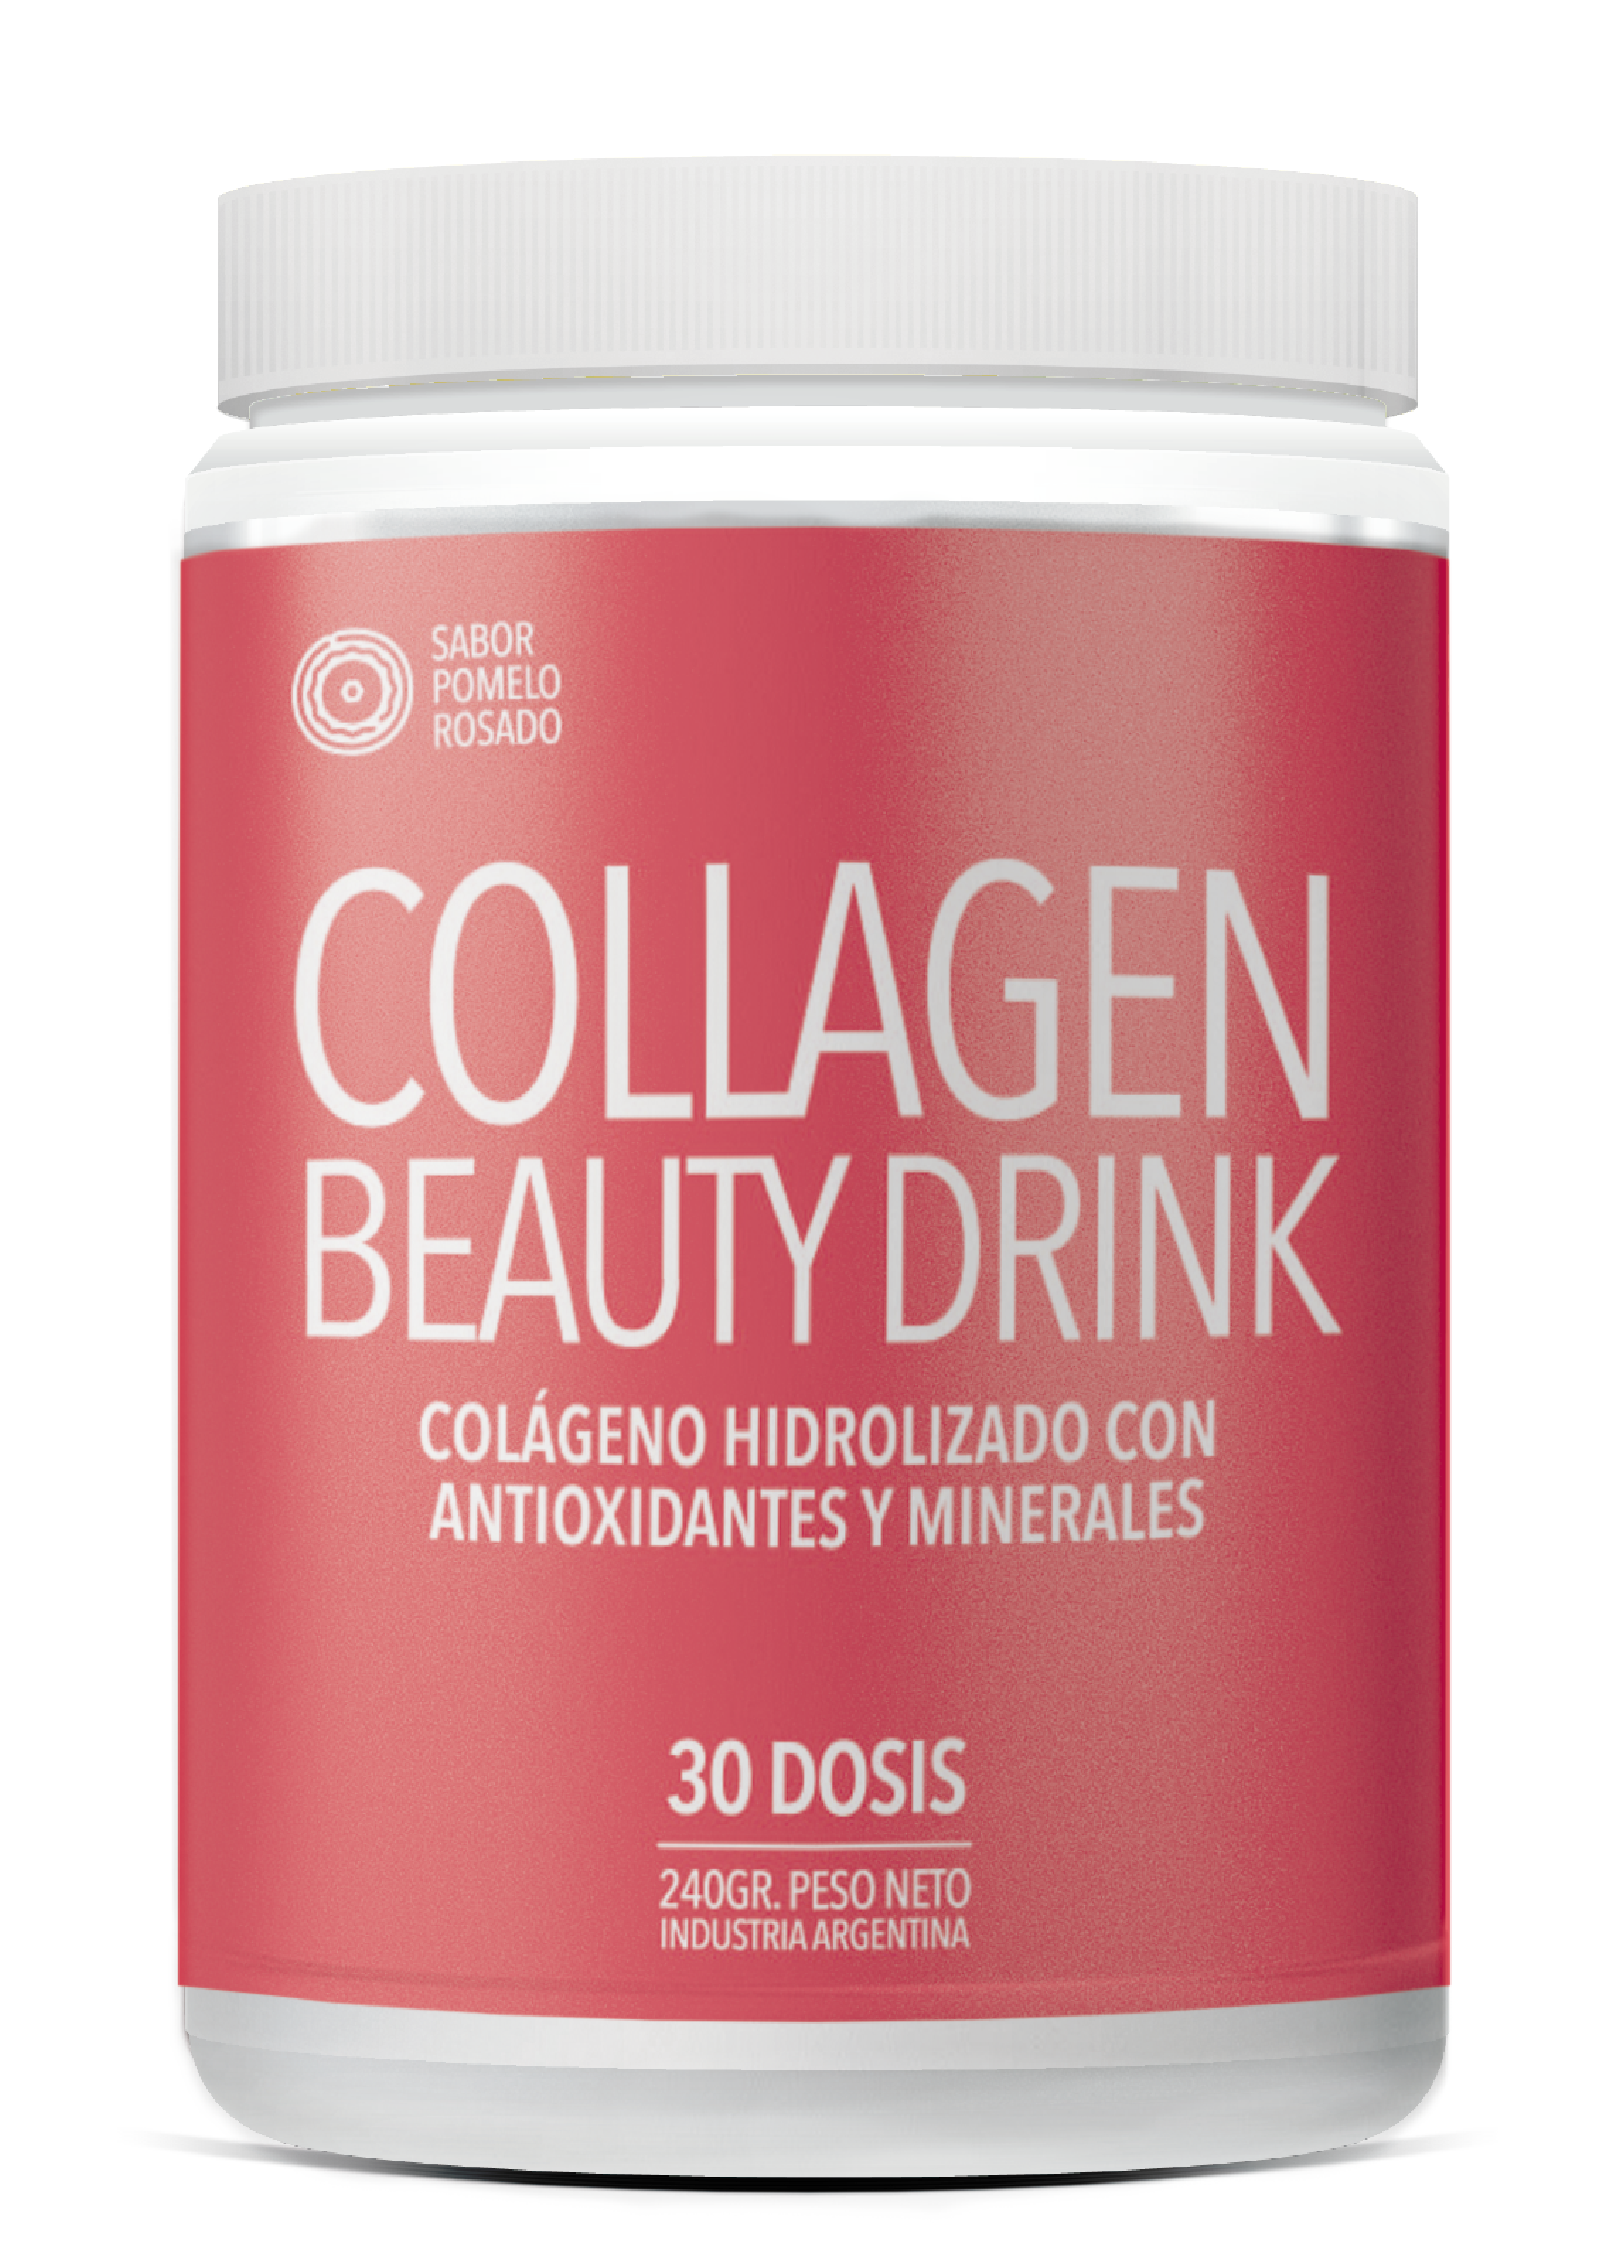 SABOR
POMELO
ROSADO
COLLAGEN
BEAUTY DRINK
COLÁGENO HIDROLIZADO CON
ANTIOXIDANTES Y MINERALES
30 DOSIS
240GR. PESO NETO
INDUSTRIA ARGENTINA